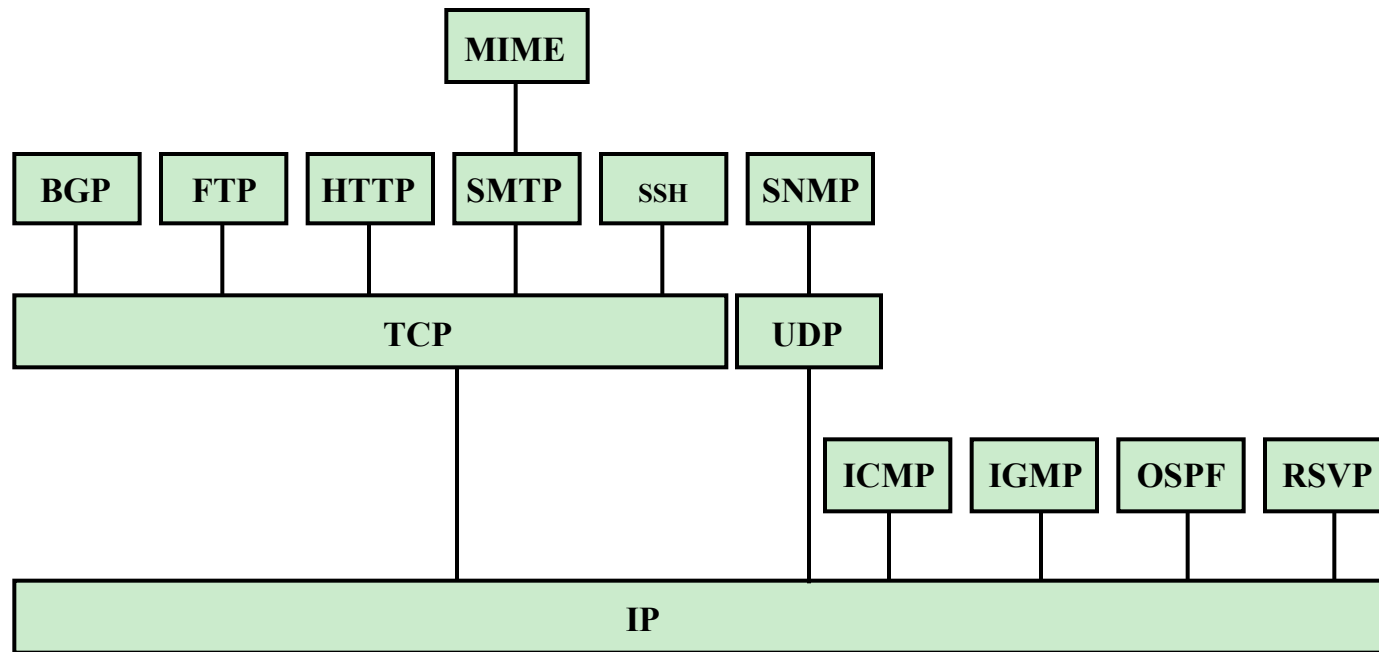 MIME
BGP FTP HTTP SMTP SSH SNMP
TCP UDP
ICMP IGMP OSPF RSVP
IP